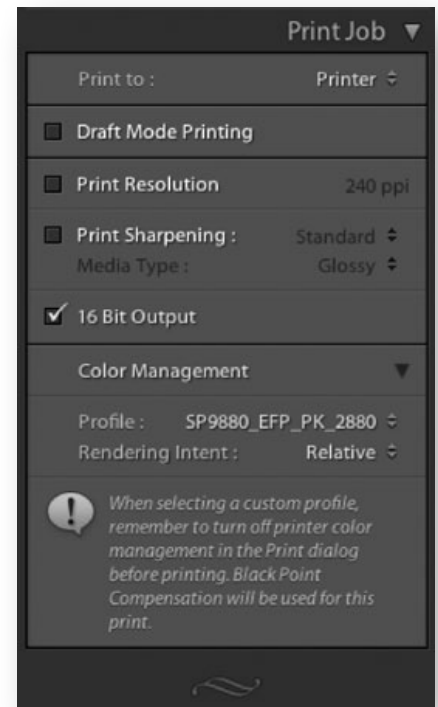 Print Job
Print to : Printer
Draft Mode Printing
Print Resolution 240 ppi
Print Sharpening : Standard
Media Type : Glossy
16 Bit Output
Color Management
Profile : SP9880_EFP_PK_2880
Rendering Intent : Relative
When selecting a custom profile,
remember to turn off printer color
management in the Print dialog
before printing. Black Point
Compensation will be used for this
print.